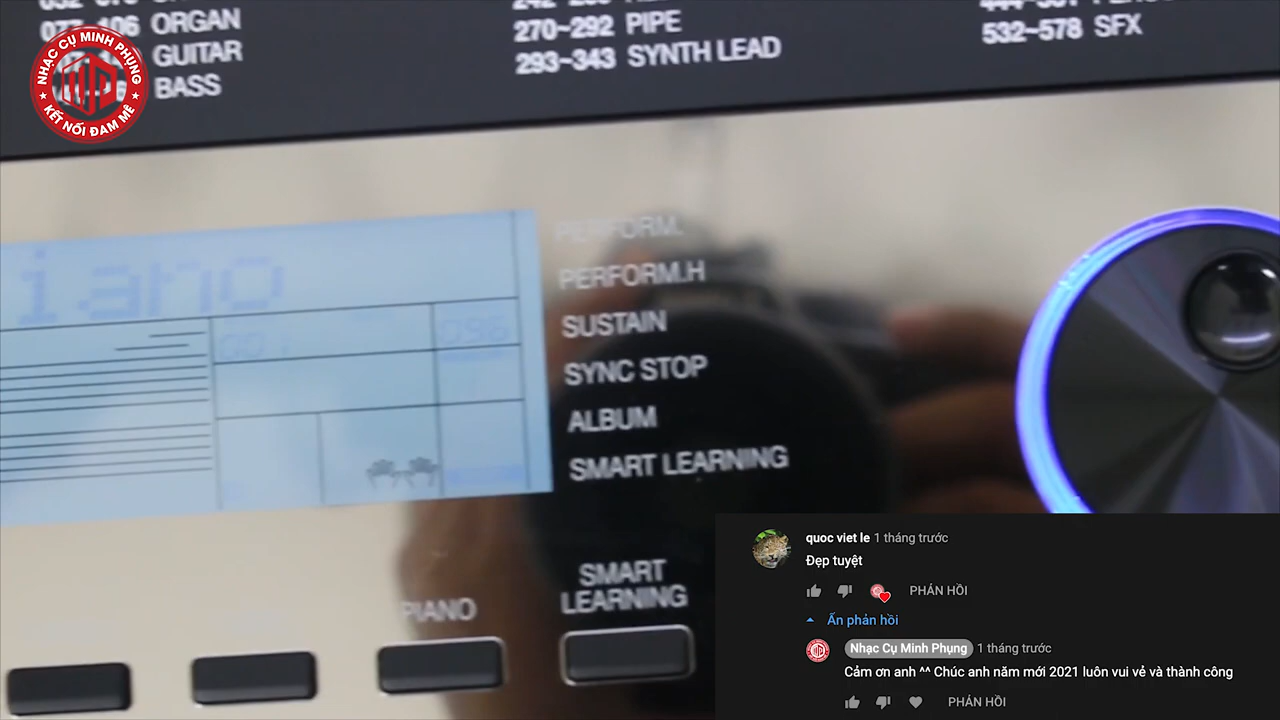 ORGAN
270~292 PIPE
532~578 SFX
GUITAR
293~343 SYNTH LEAD
BASS
NHẠC CỤ MINH PHỤNG
KẾT NỐI ĐAM MÊ
PERFORM.
iano
PERFORM.H
SUSTAIN
001
096
SYNC STOP
ALBUM
SMART LEARNING
SMART
LEARNING
PIANO
quoc viet le 1 tháng trước
Đẹp tuyệt
PHẢN HỒI
Ẩn phản hồi
Nhạc Cụ Minh Phụng 1 tháng trước
Cảm ơn anh ^^ Chúc anh năm mới 2021 luôn vui vẻ và thành công
PHẢN HỒI